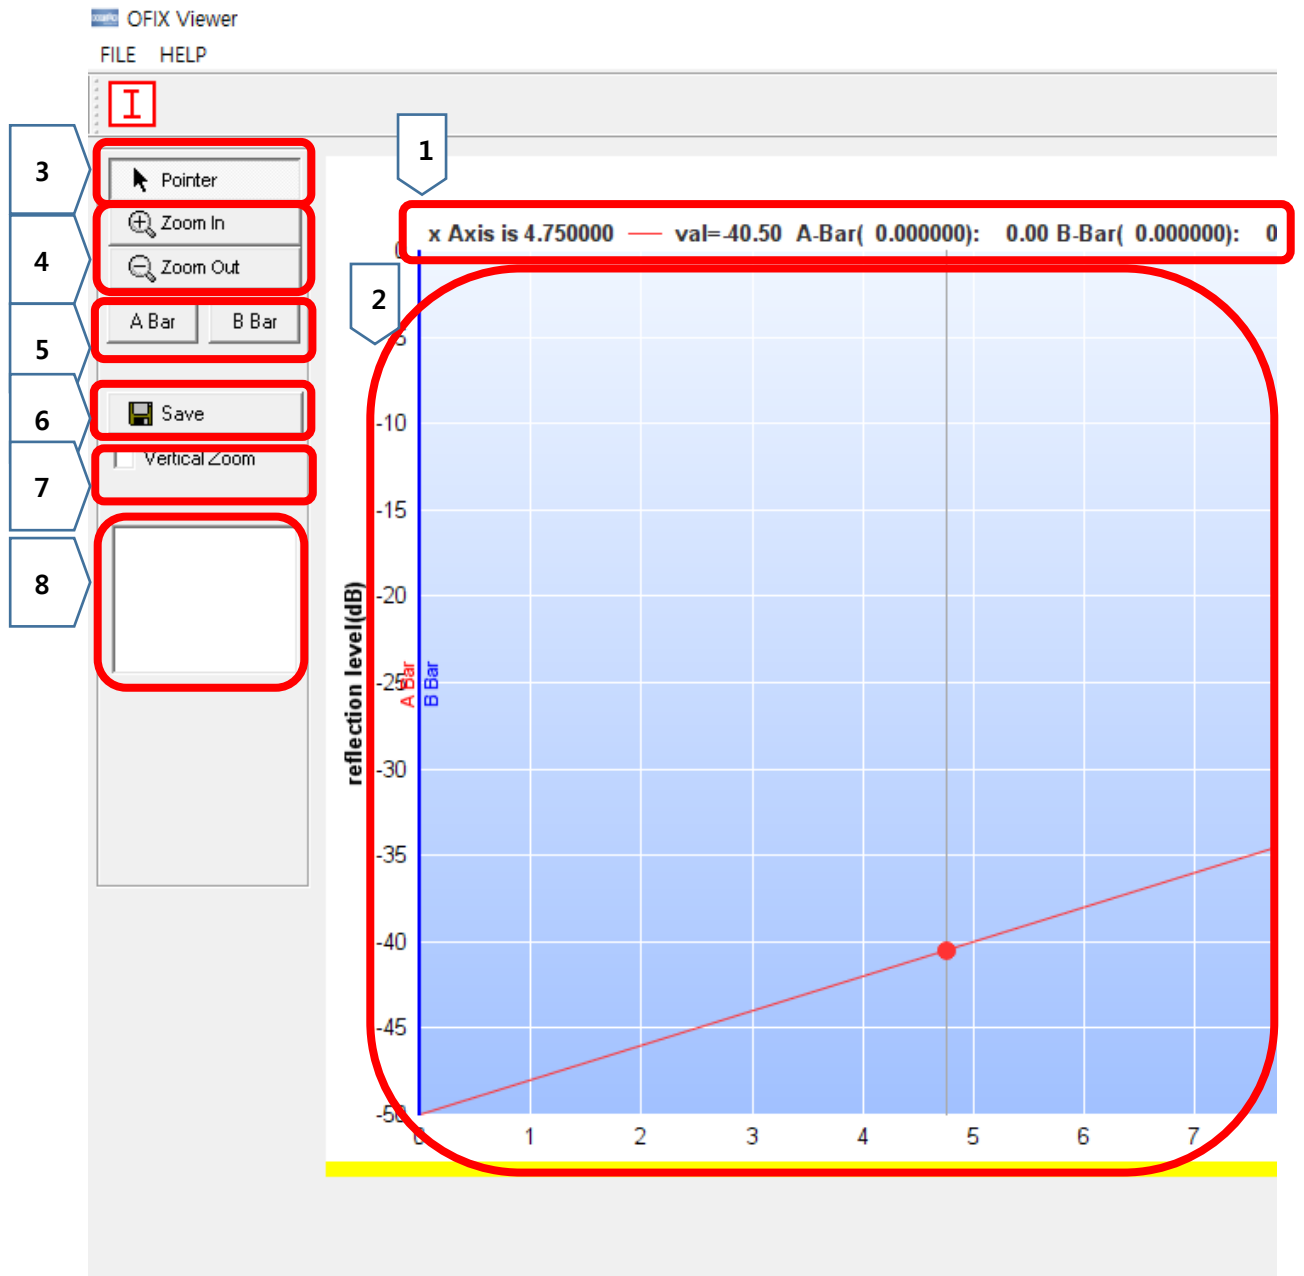 OFIX Viewer
FILE HELP
1
3
Pointer
x Axis is 4.750000 val=-40.50 A-Bar( 0.000000): 0.00 B-Bar( 0.000000): 0
Zoom In
4
Zoom Out
2
A Bar B Bar
5
Save
6
Vertical Zoom
7
8
reflection level(dB)
-10
-15
-20
-25
-30
-35
-40
-45
-50
A Bar
B Bar
0 1 2 3 4 5 6 7